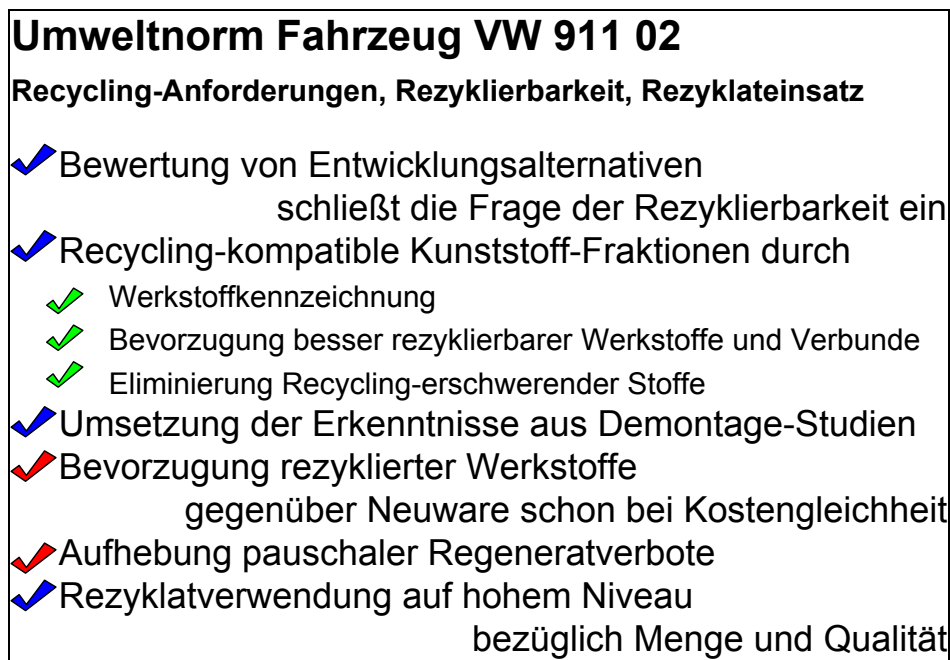 Umweltnorm Fahrzeug VW 911 02
Recycling-Anforderungen, Rezyklierbarkeit, Rezyklateinsatz
Bewertung von Entwicklungsalternativen
schließt die Frage der Rezyklierbarkeit ein
Recycling-kompatible Kunststoff-Fraktionen durch
Werkstoffkennzeichnung
Bevorzugung besser rezyklierbarer Werkstoffe und Verbunde
Eliminierung Recycling-erschwerender Stoffe
Umsetzung der Erkenntnisse aus Demontage-Studien
Bevorzugung rezyklierter Werkstoffe
gegenüber Neuware schon bei Kostengleichheit
Aufhebung pauschaler Regeneratverbote
Rezyklatverwendung auf hohem Niveau
bezüglich Menge und Qualität